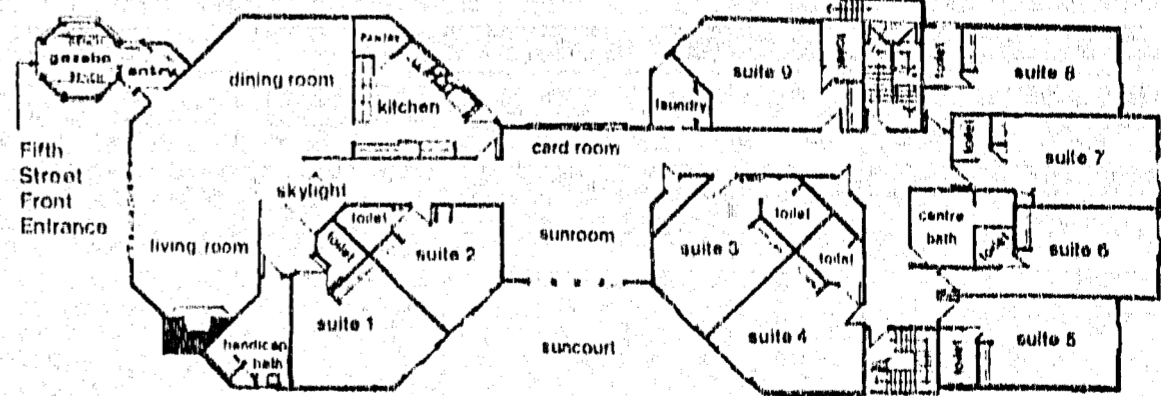 gazebo
entry
dining room
PANTRY
kitchen
Fifth
Street
Front
Entrance
living room
skylight
toilet
toilet
suite 2
suite 1
handicap
bath
card room
sunroom
suncourt
suite 9
laundry
toilet
toilet
suite 8
toilet
suite 7
suite 3
toilet
toilet
suite 4
centre
bath
suite 6
toilet
suite 5